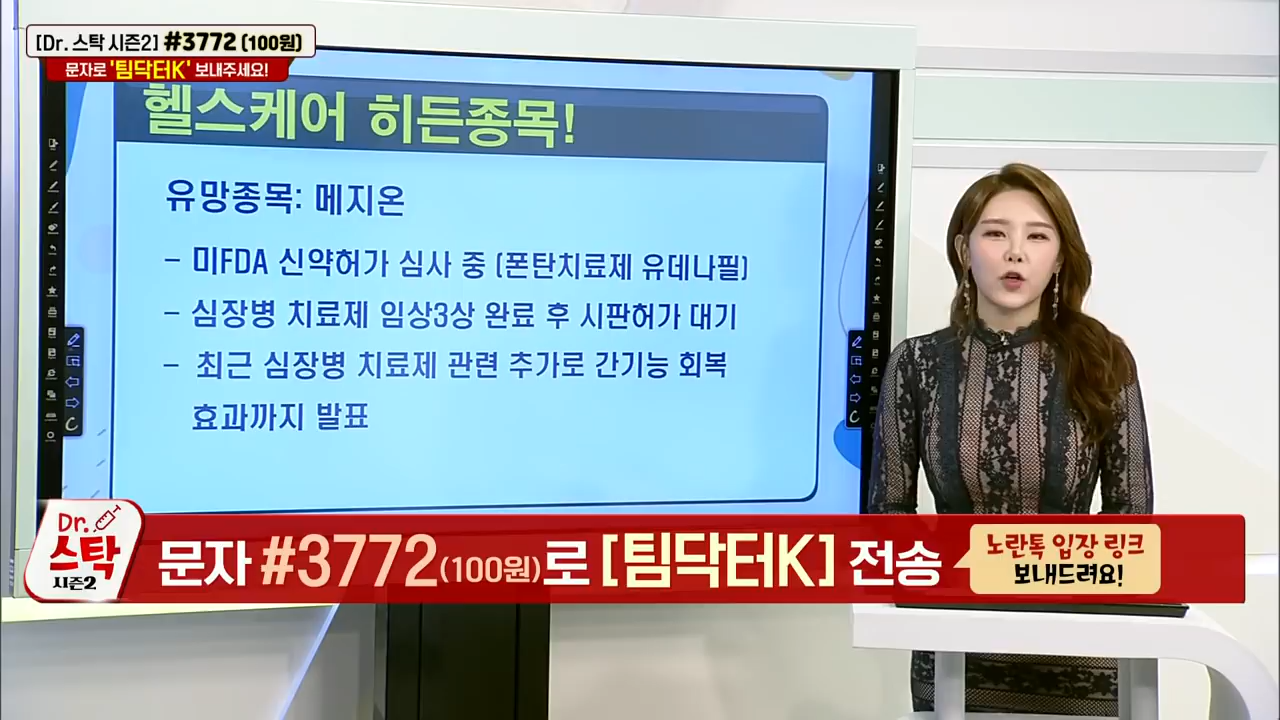 [Dr. 스탁 시즌2] #3772 (100원)
문자로 '팀닥터K' 보내주세요!
헬스케어 히든종목!
유망종목: 메지온
- 미FDA 신약허가 심사 중 (폰탄치료제 유데나필)
- 심장병 치료제 임상3상 완료 후 시판허가 대기
- 최근 심장병 치료제 관련 추가로 간기능 회복
효과까지 발표
Dr.
스탁
시즌2
문자 #3772(100원)로 [팀닥터K] 전송
노란톡 입장 링크
보내드려요!